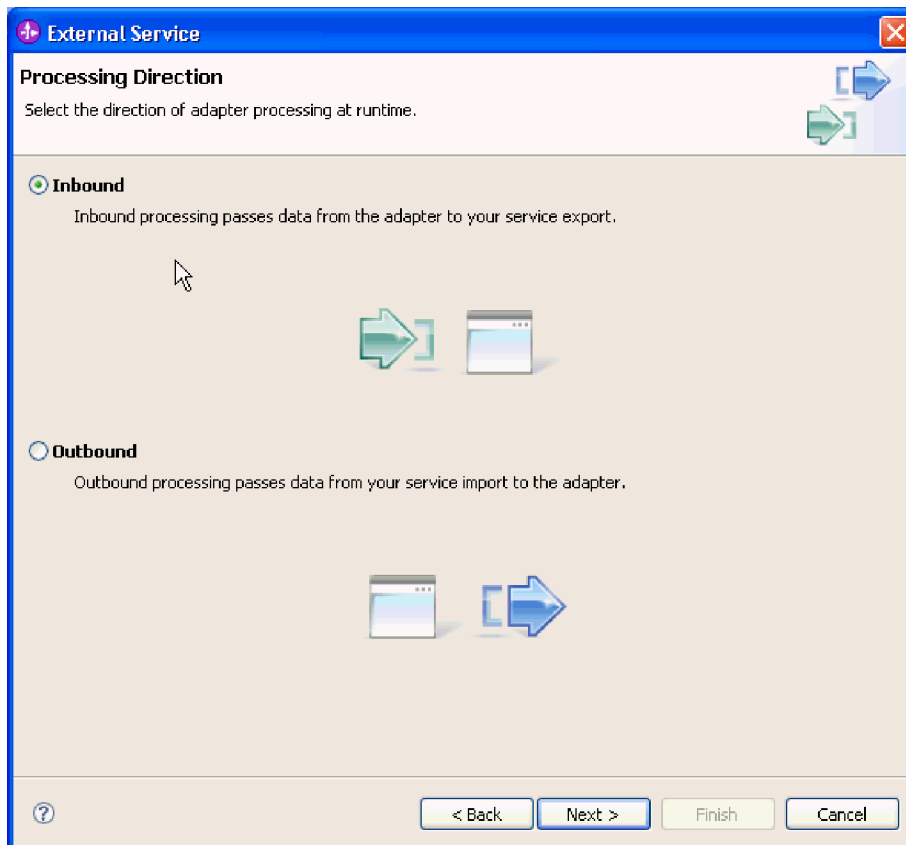 External Service
Processing Direction
Select the direction of adapter processing at runtime.
Inbound
Inbound processing passes data from the adapter to your service export.
Outbound
Outbound processing passes data from your service import to the adapter.
?
< Back
Next >
Finish
Cancel